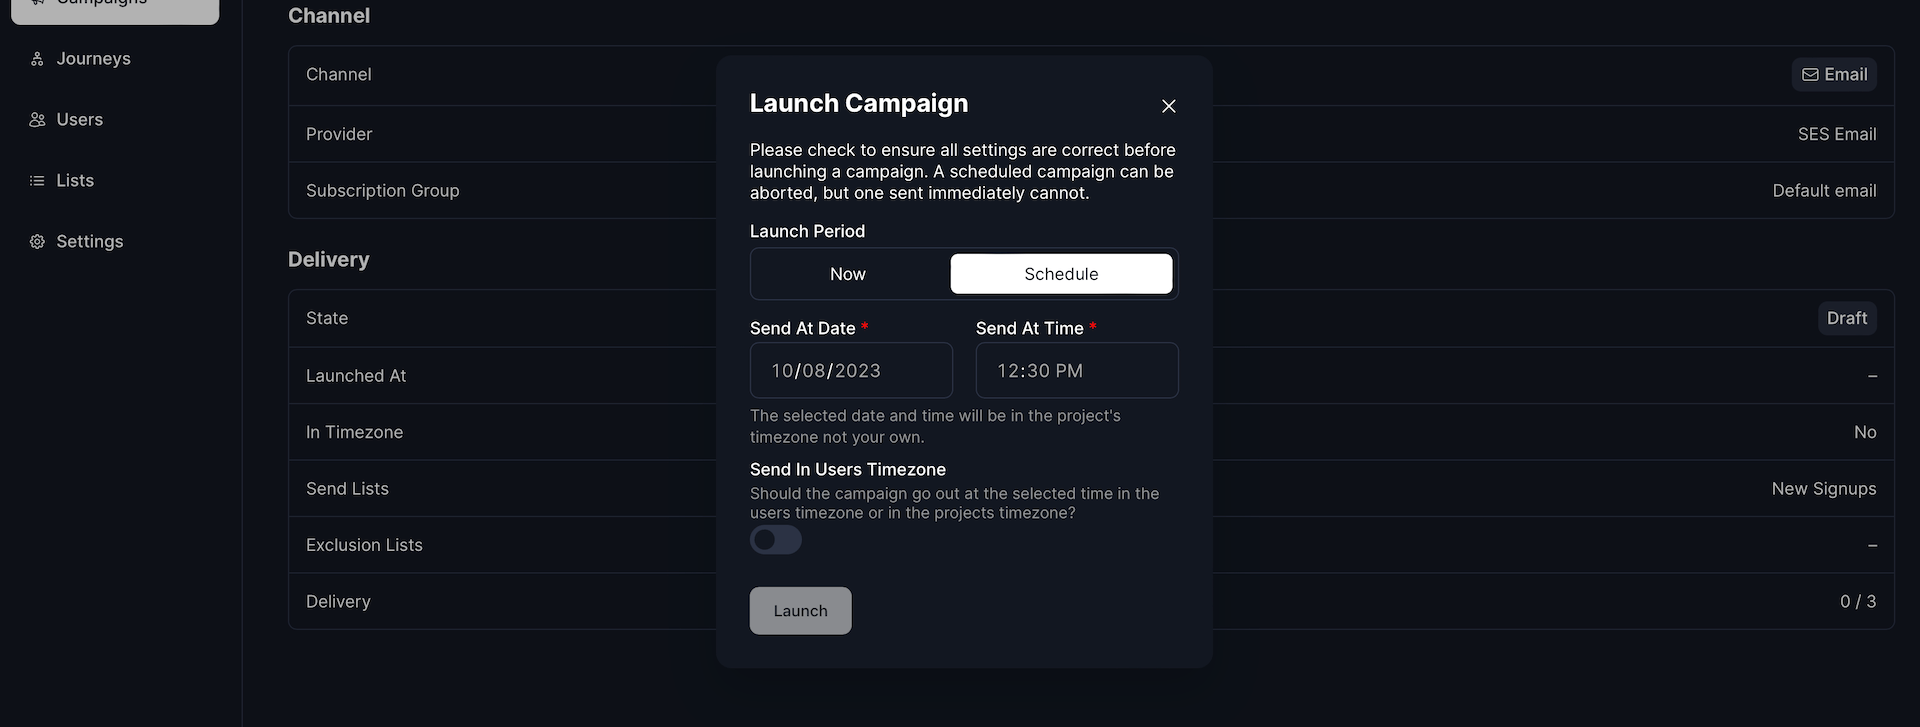 Campaigns
Journeys
Users
Lists
Settings
Channel
Channel
Email
Provider
SES Email
Subscription Group
Default email
Delivery
State
Draft
Launched At
–
In Timezone
No
Send Lists
New Signups
Exclusion Lists
–
Delivery
0 / 3
Launch Campaign
Please check to ensure all settings are correct before
launching a campaign. A scheduled campaign can be
aborted, but one sent immediately cannot.
Launch Period
Now
Schedule
Send At Date *
Send At Time *
10/08/2023
12:30 PM
The selected date and time will be in the project's
timezone not your own.
Send In Users Timezone
Should the campaign go out at the selected time in the
users timezone or in the projects timezone?
Launch